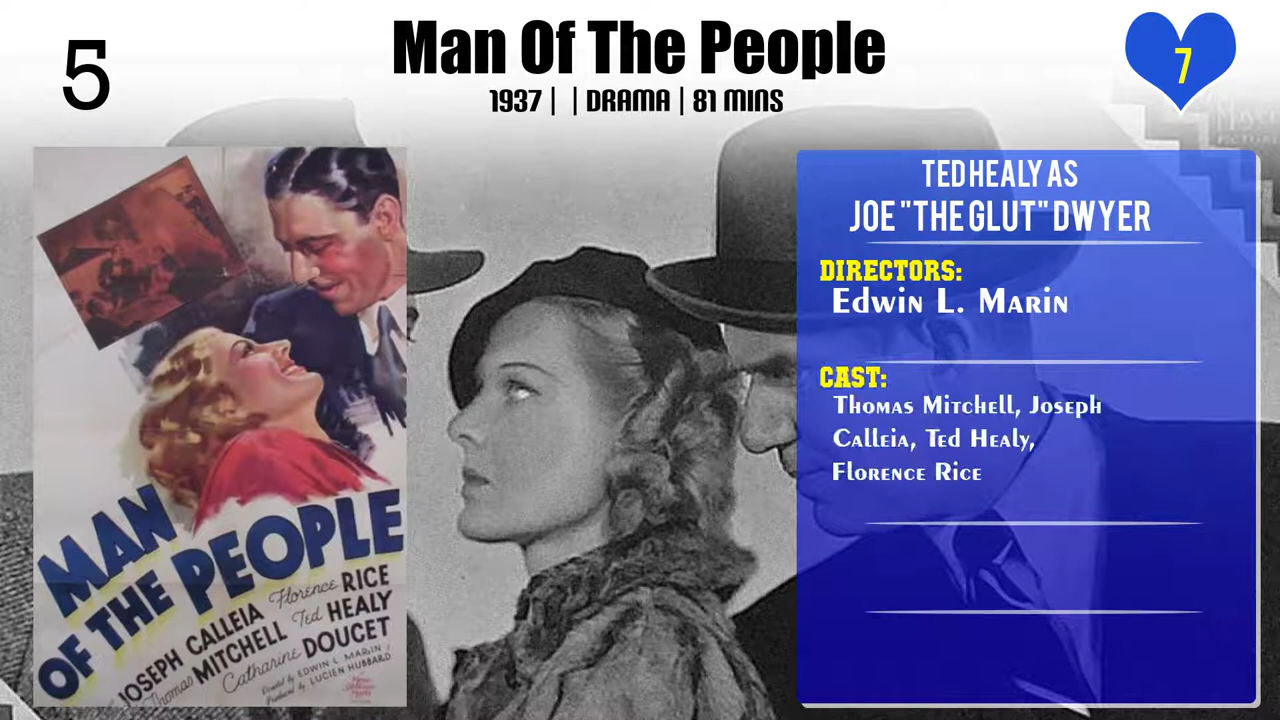 5
Man Of The People
7
1937 | | DRAMA | 81 MINS
TED HEALY AS
JOE "THE GLUT" DWYER
DIRECTORS:
Edwin L. Marin
CAST:
Thomas Mitchell, Joseph
Calleia, Ted Healy,
Florence Rice
MAN
OF THE PEOPLE
JOSEPH CALLEIA Florence RICE
Thomas MITCHELL Ted HEALY
Catharine DOUCET
Directed by EDWIN L. MARIN
Produced by LUCIEN HUBBARD